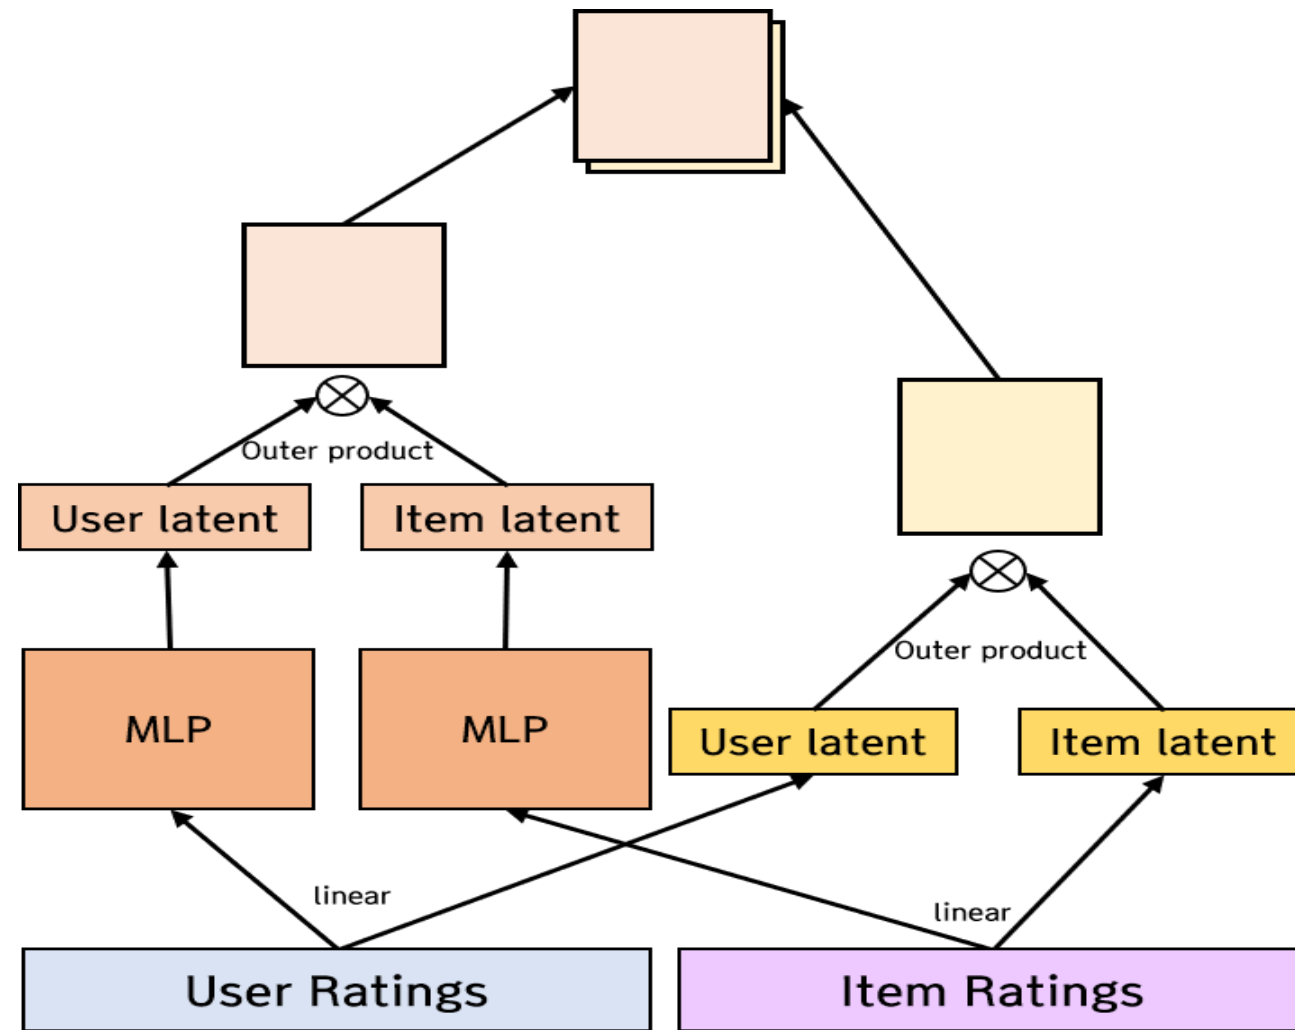 Outer product
User latent
Item latent
Outer product
MLP
MLP
User latent
Item latent
linear
linear
User Ratings
Item Ratings